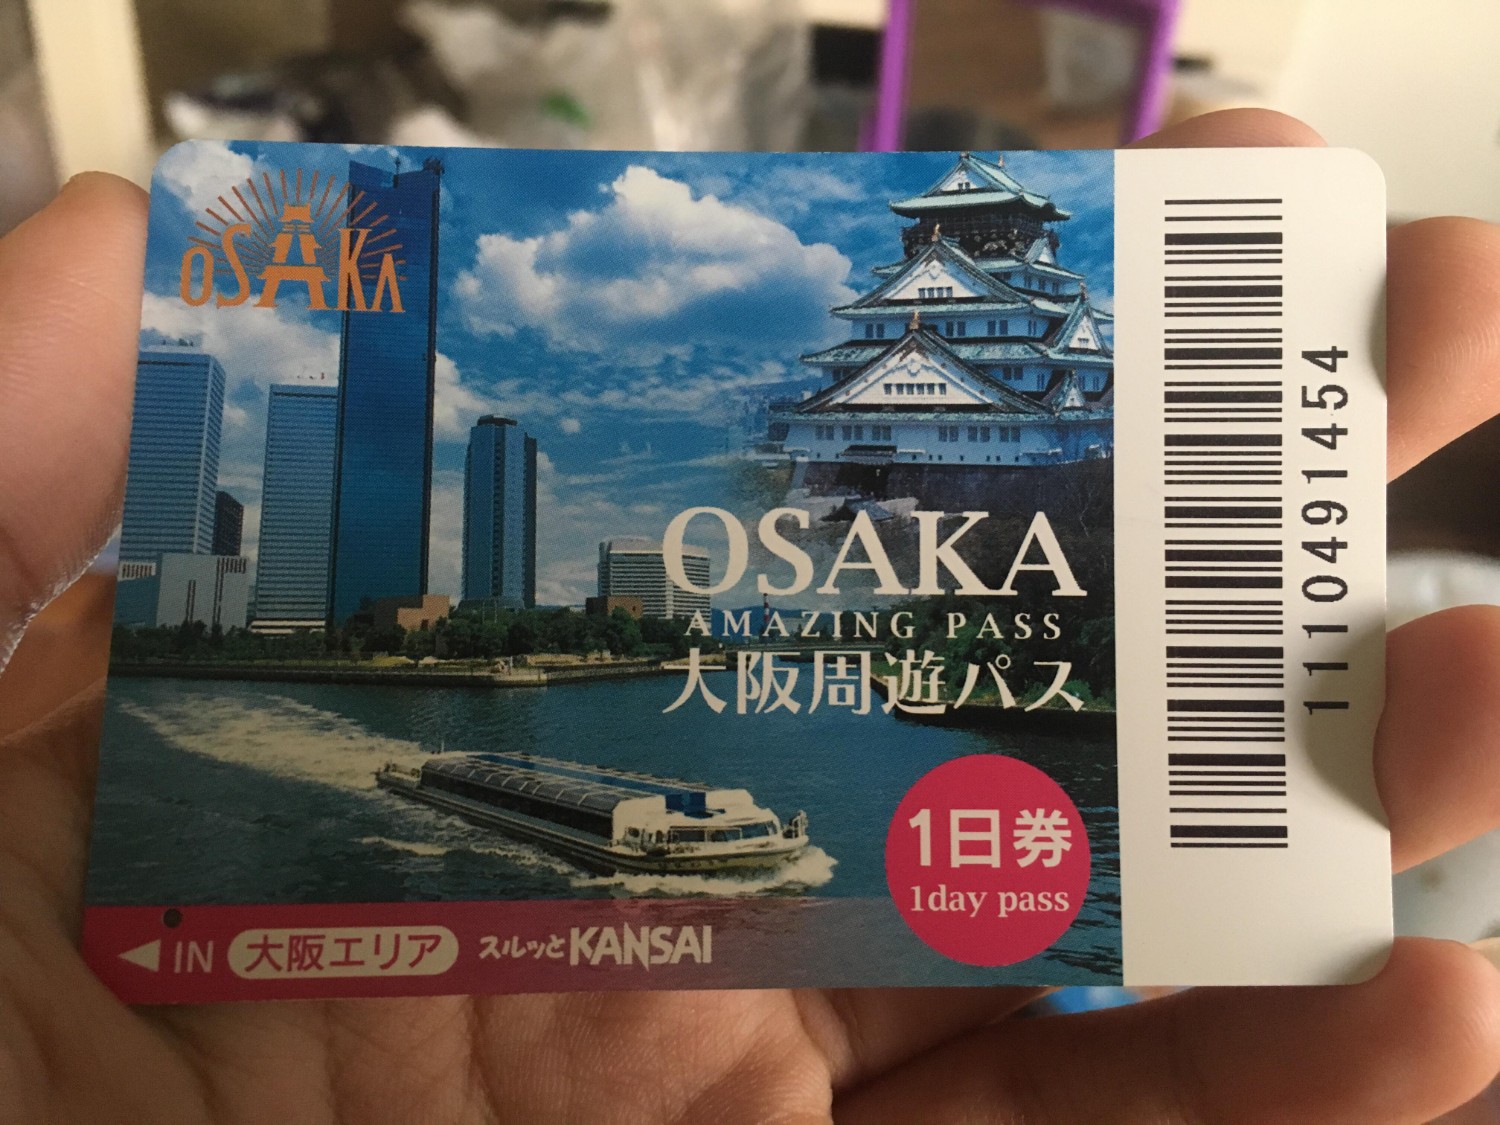 OSAKA
OSAKA
AMAZING PASS
大阪周遊パス
1日券
1day pass
IN 大阪エリア スルッとKANSAI
1110491454